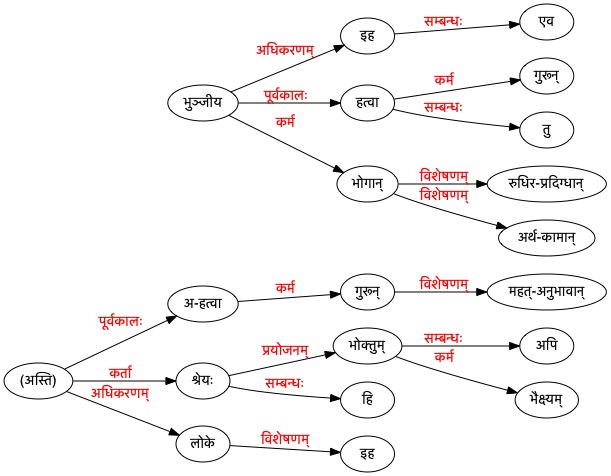 एव
सम्बन्धः
इह
अधिकरणम्
गुरून्
कर्म
भुञ्जीय
पूर्वकालः
हत्वा
सम्बन्धः
तु
कर्म
भोगान्
विशेषणम्
रुधिर-प्रदिग्धान्
विशेषणम्
अर्थ-कामान्
अ-हत्वा
कर्म
गुरून्
विशेषणम्
महत्-अनुभावान्
पूर्वकालः
भोक्तुम्
सम्बन्धः
अपि
प्रयोजनम्
कर्म
(अस्ति)
कर्ता
श्रेयः
सम्बन्धः
हि
भैक्ष्यम्
अधिकरणम्
लोके
विशेषणम्
इह